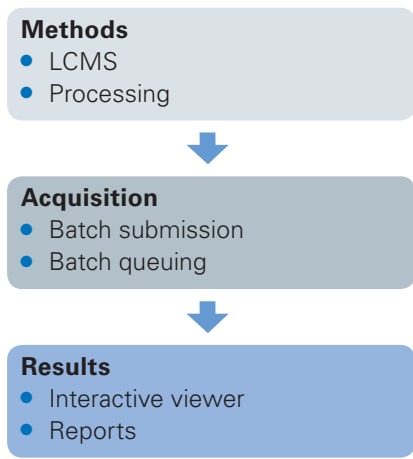 Methods
• LCMS
• Processing
Acquisition
• Batch submission
• Batch queuing
Results
• Interactive viewer
• Reports